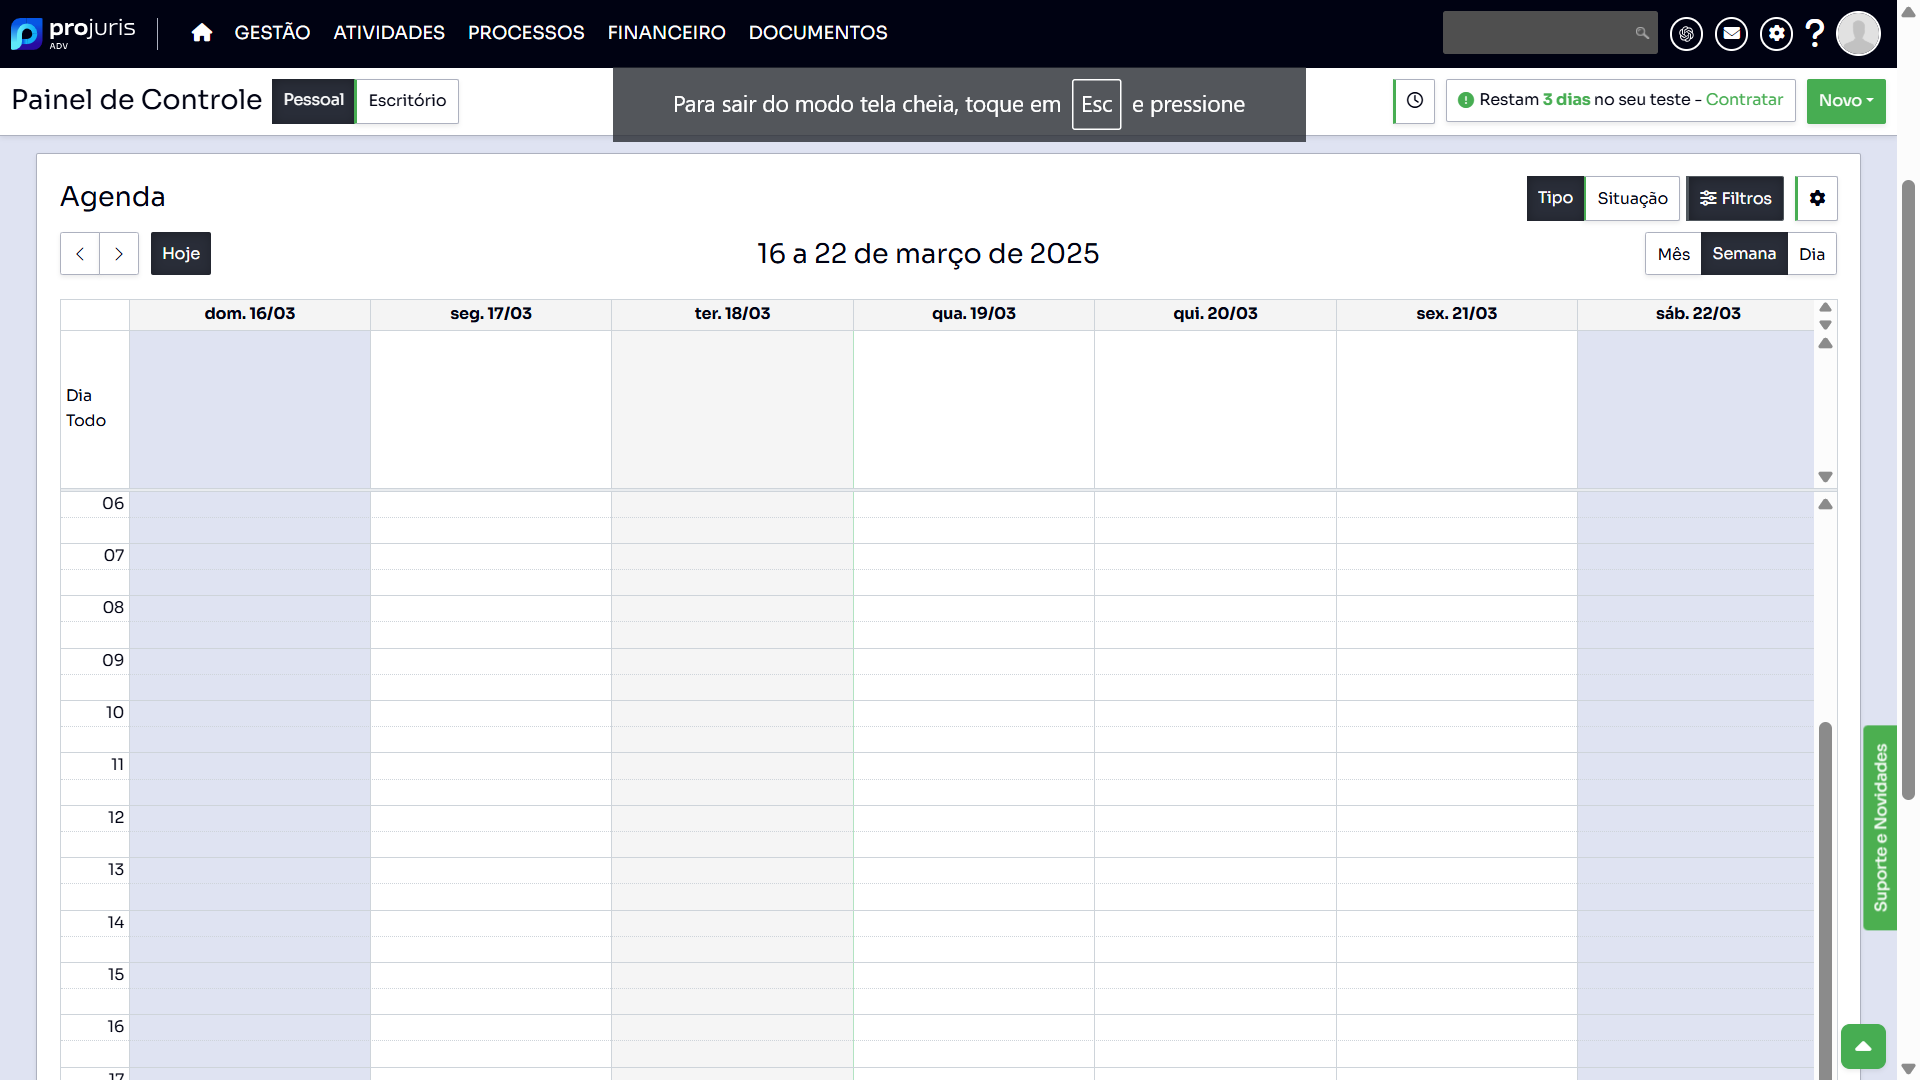 projuris
ADV
GESTÃO ATIVIDADES PROCESSOS FINANCEIRO DOCUMENTOS
?
Painel de Controle
Pessoal Escritório
Para sair do modo tela cheia, toque em Esc e pressione
Restam 3 dias no seu teste - Contratar
Novo
Agenda
Tipo Situação Filtros
Hoje
16 a 22 de março de 2025
Mês Semana Dia
dom. 16/03 seg. 17/03 ter. 18/03 qua. 19/03 qui. 20/03 sex. 21/03 sáb. 22/03
Dia
Todo
06
07
08
09
10
11
12
13
14
15
16
17
Suporte e Novidades